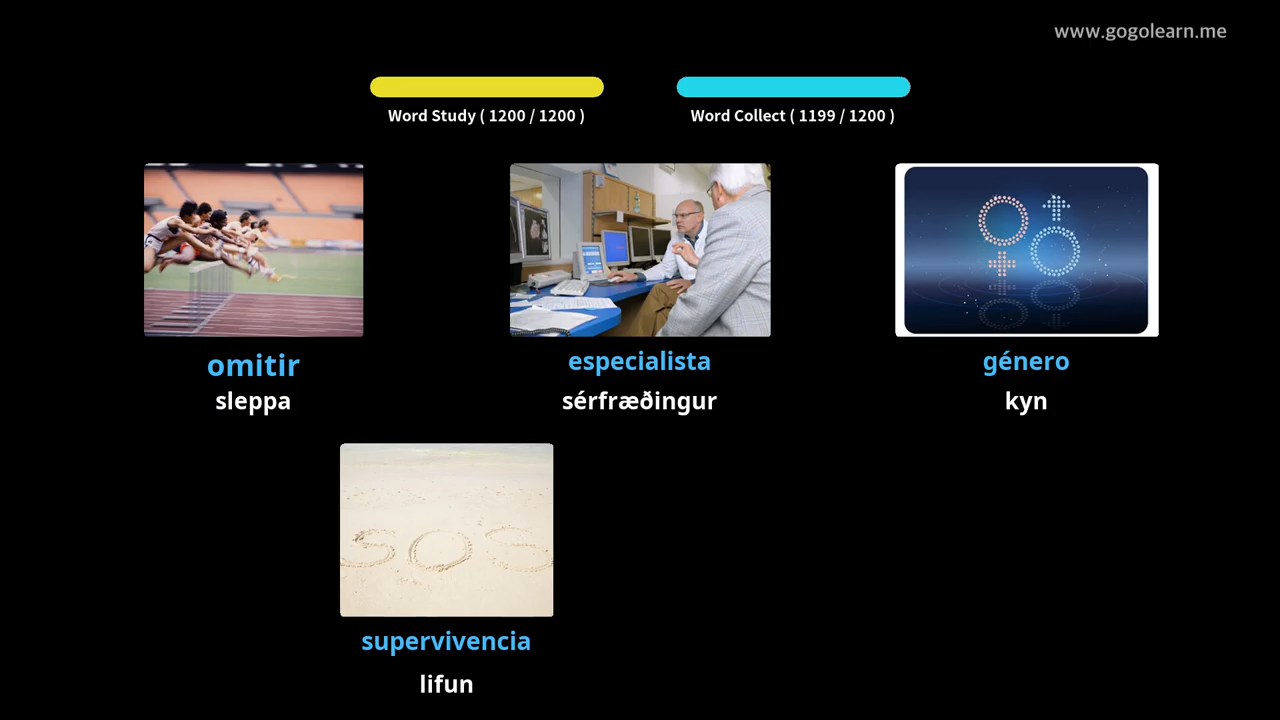 www.gogolearn.me
Word Study ( 1200 / 1200 )
Word Collect ( 1199 / 1200 )
omitir
sleppa
especialista
sérfræðingur
género
kyn
SOS
supervivencia
lifun